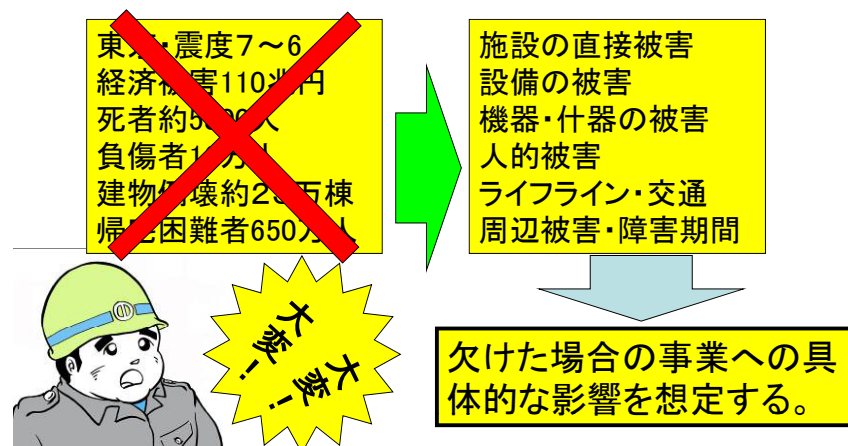 東京・震度7～6
経済被害110兆円
死者約5
人
負傷者1
万人
建物倒壊約2
万棟
帰宅困難者650万人
施設の直接被害
設備の被害
機器・什器の被害
人的被害
ライフライン・交通
周辺被害・障害期間
大変！大変！
欠けた場合の事業への具
体的な影響を想定する。